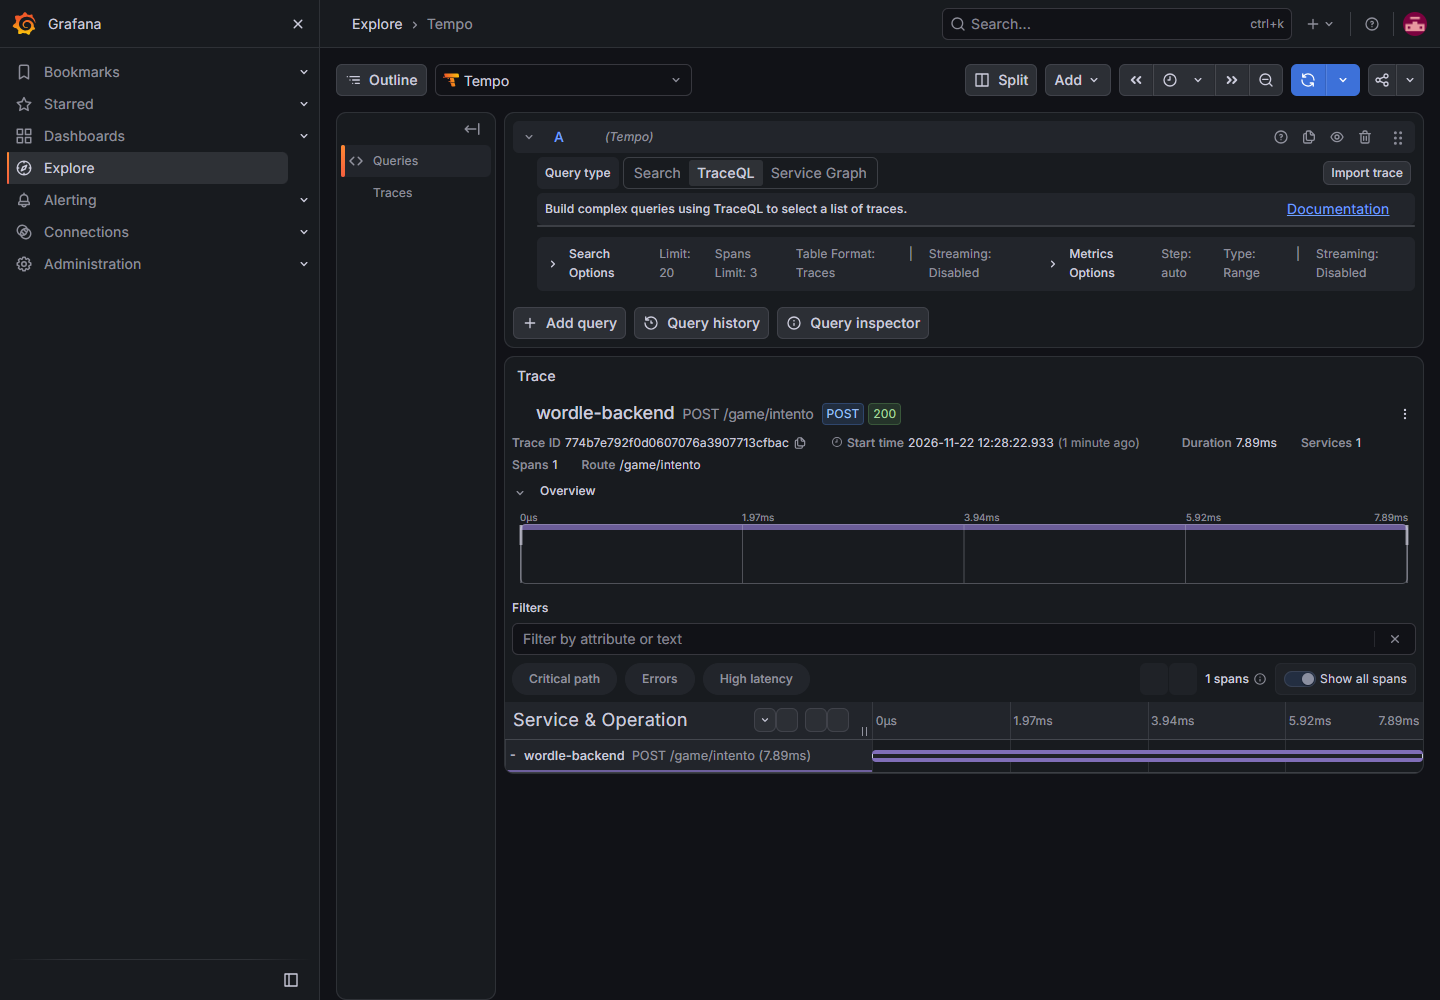 Grafana
Explore › Tempo
Search... ctrl+k
Bookmarks
Starred
Dashboards
Explore
Alerting
Connections
Administration
Outline
Tempo
Split
Add
Queries
Traces
A (Tempo)
Query type Search TraceQL Service Graph Import trace
Build complex queries using TraceQL to select a list of traces. Documentation
Search Options Limit: 20 Spans Limit: 3 Table Format: Traces | Streaming: Disabled
Metrics Options Step: auto Type: Range | Streaming: Disabled
+ Add query Query history Query inspector
Trace
wordle-backend POST /game/intento POST 200
Trace ID 774b7e792f0d0607076a3907713cfbac Start time 2026-11-22 12:28:22.933 (1 minute ago) Duration 7.89ms Services 1
Spans 1 Route /game/intento
Overview
0μs 1.97ms 3.94ms 5.92ms 7.89ms
Filters
Filter by attribute or text
Critical path Errors High latency 1 spans Show all spans
Service & Operation 0μs 1.97ms 3.94ms 5.92ms 7.89ms
- wordle-backend POST /game/intento (7.89ms)